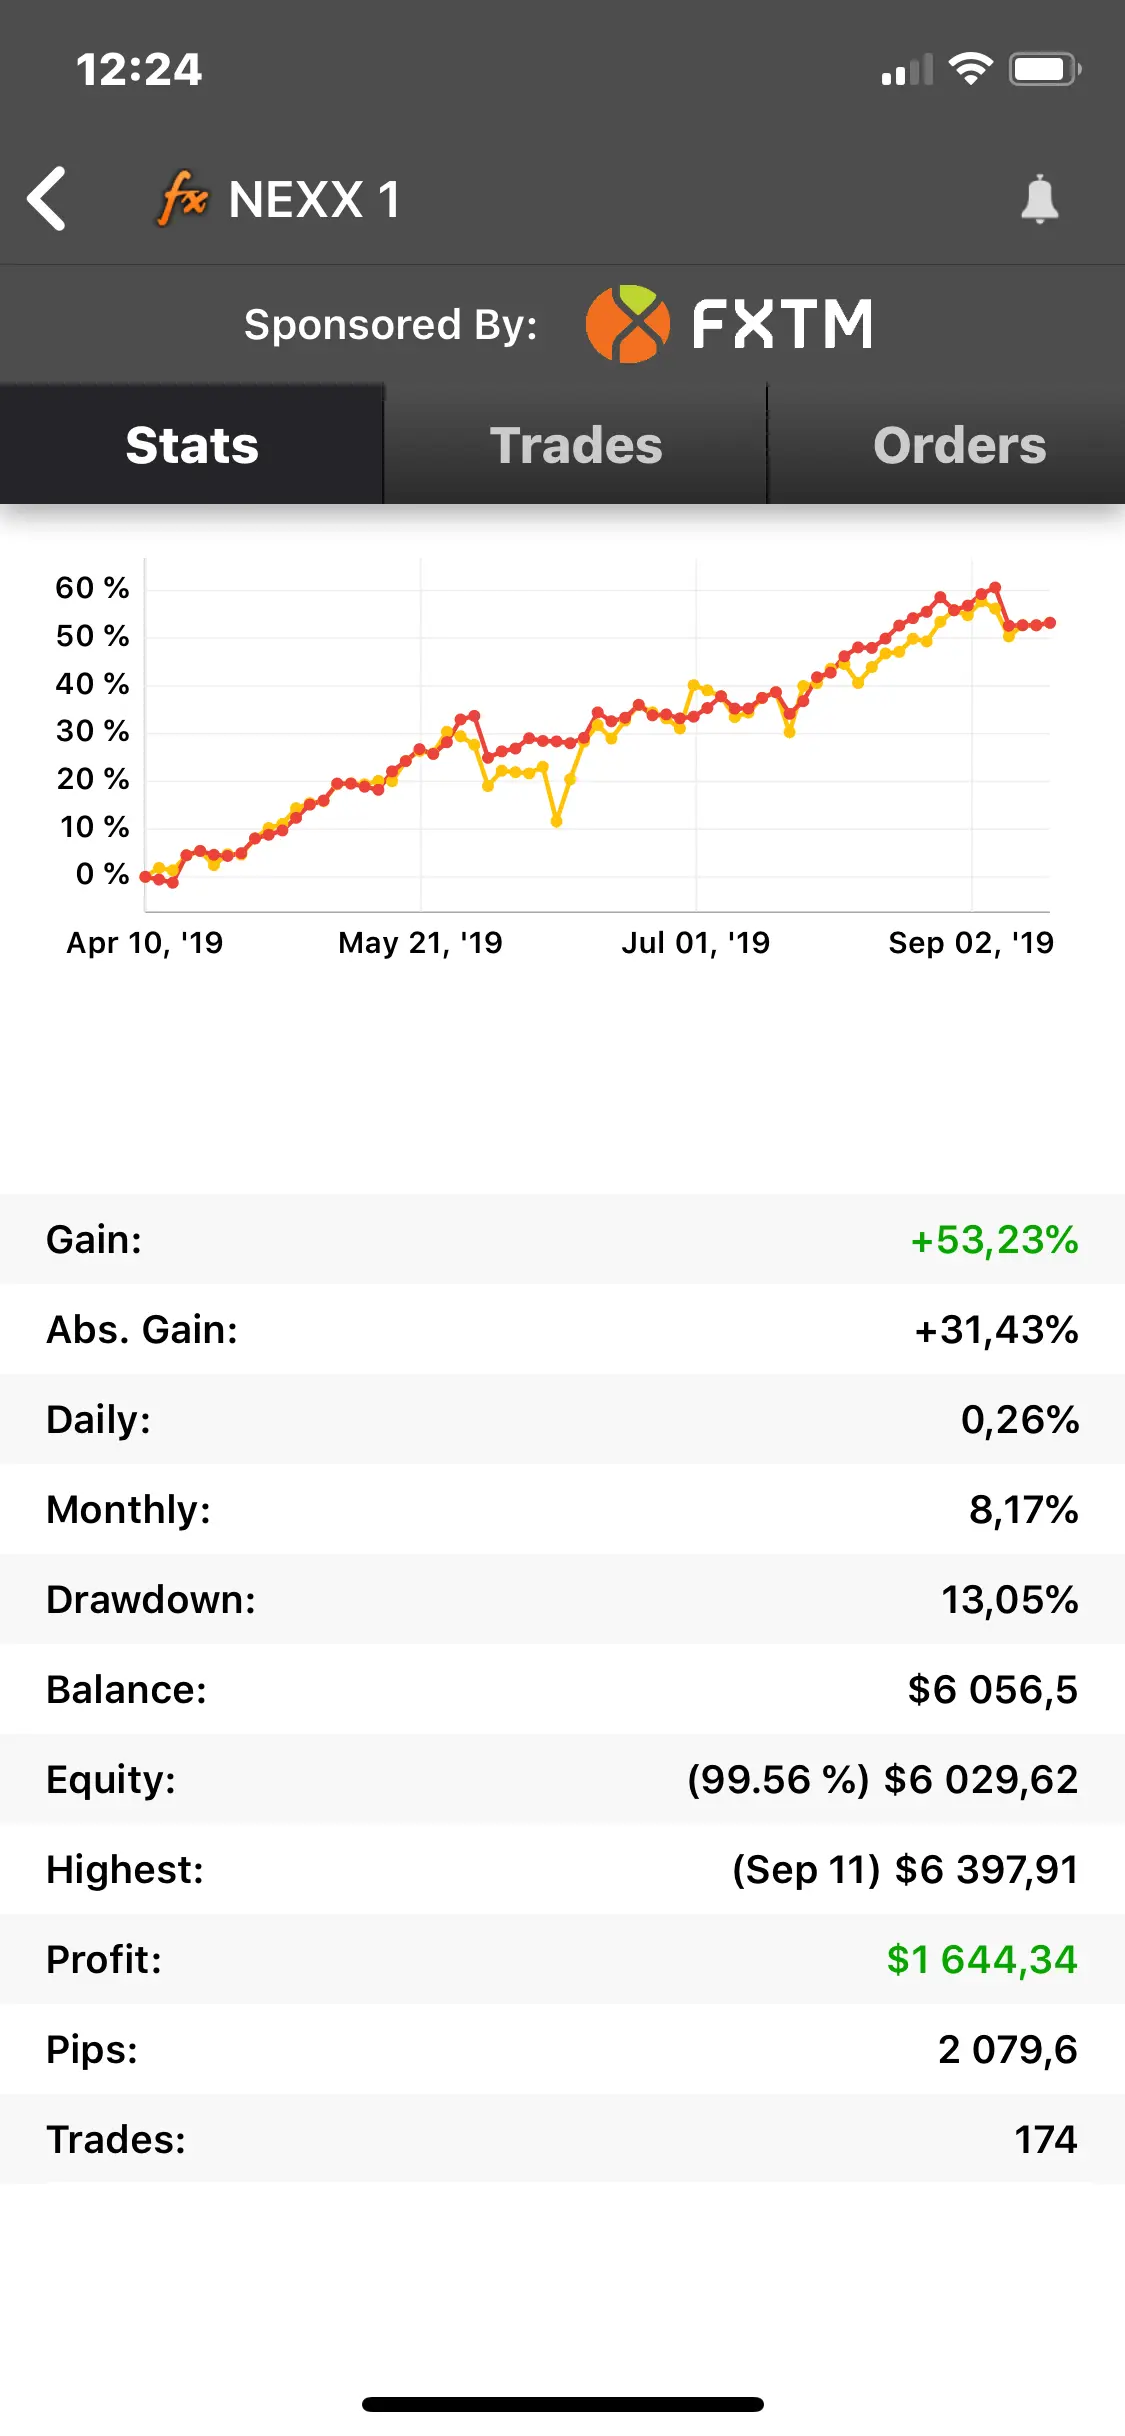 12:24
fx NEXX 1
Sponsored By: FXTM
Stats Trades Orders
60 %
50 %
40 %
30 %
20 %
10 %
0 %
Apr 10, '19 May 21, '19 Jul 01, '19 Sep 02, '19
Gain: +53,23%
Abs. Gain: +31,43%
Daily: 0,26%
Monthly: 8,17%
Drawdown: 13,05%
Balance: $6 056,5
Equity: (99.56 %) $6 029,62
Highest: (Sep 11) $6 397,91
Profit: $1 644,34
Pips: 2 079,6
Trades: 174